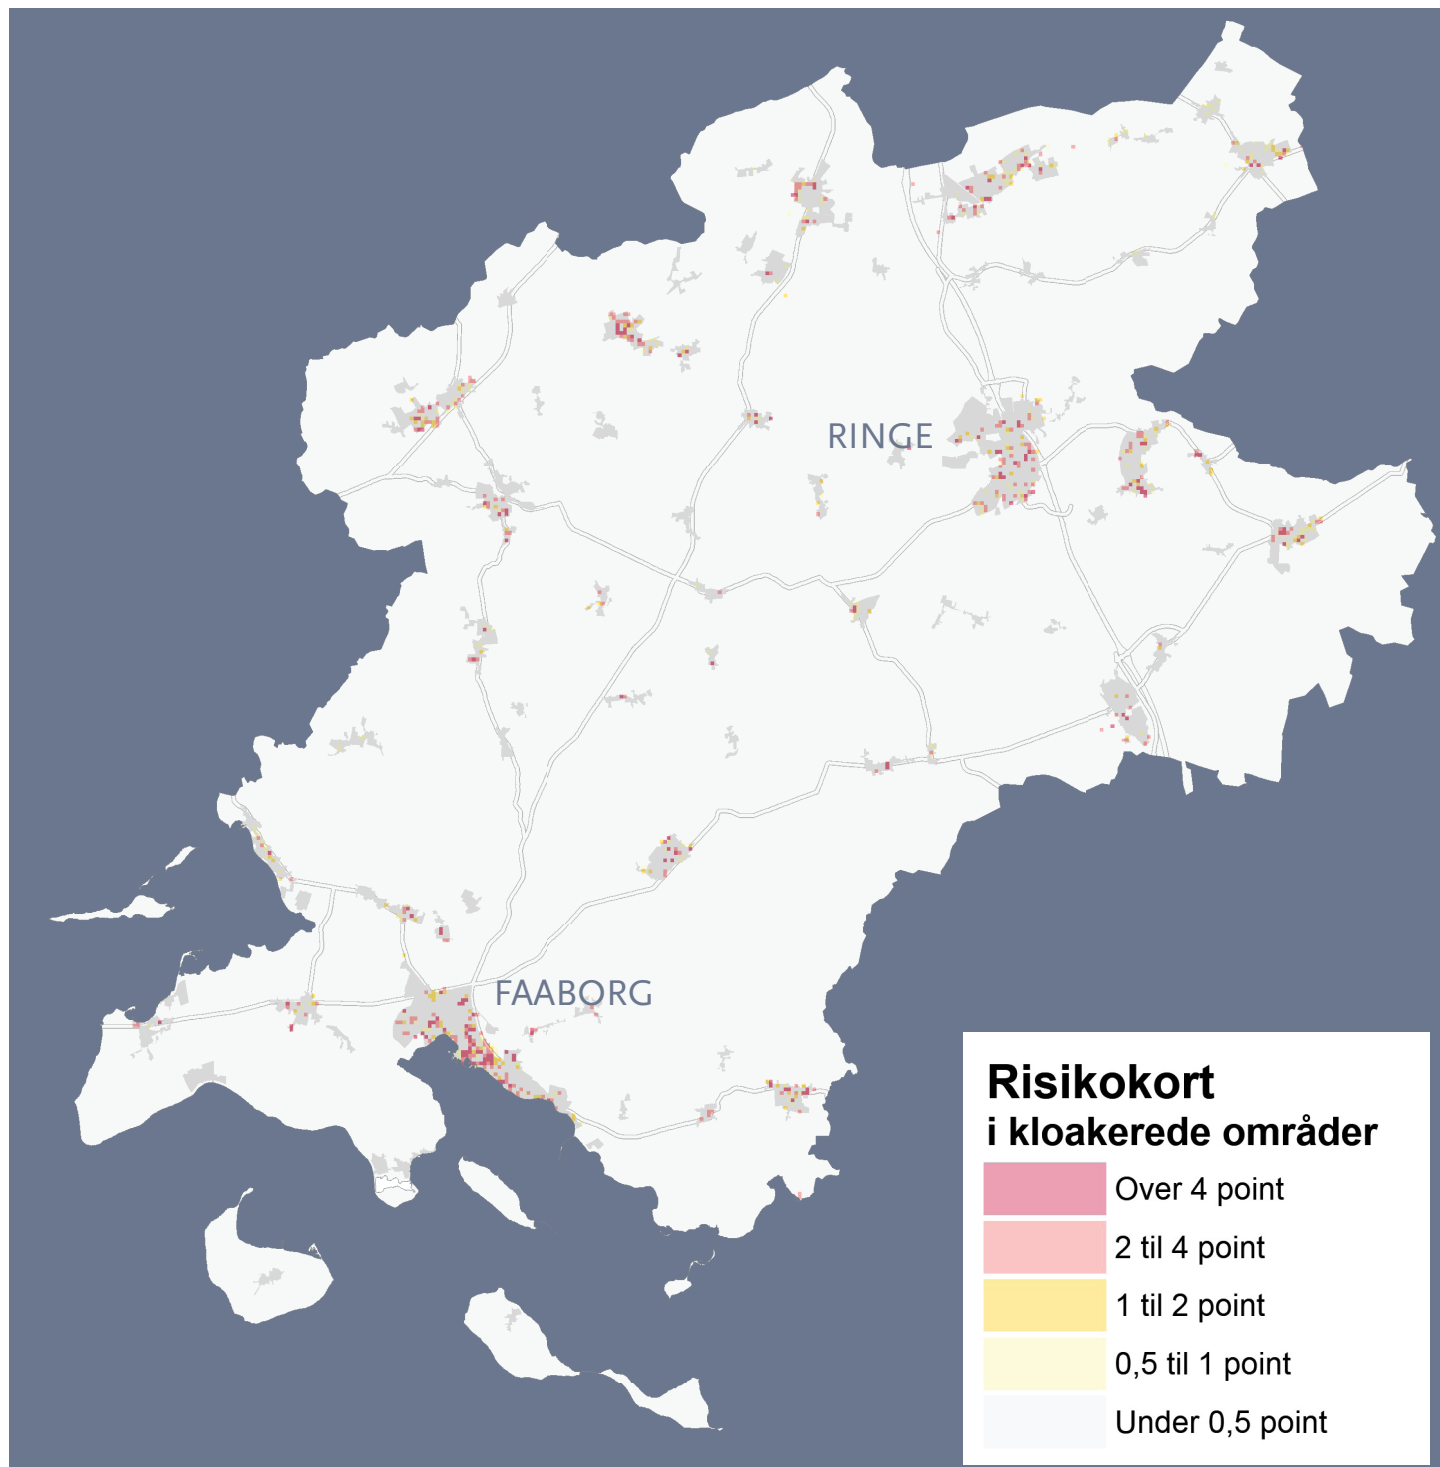 RINGE
FAABORG
Risikokort
i kloakerede områder
Over 4 point
2 til 4 point
1 til 2 point
0,5 til 1 point
Under 0,5 point